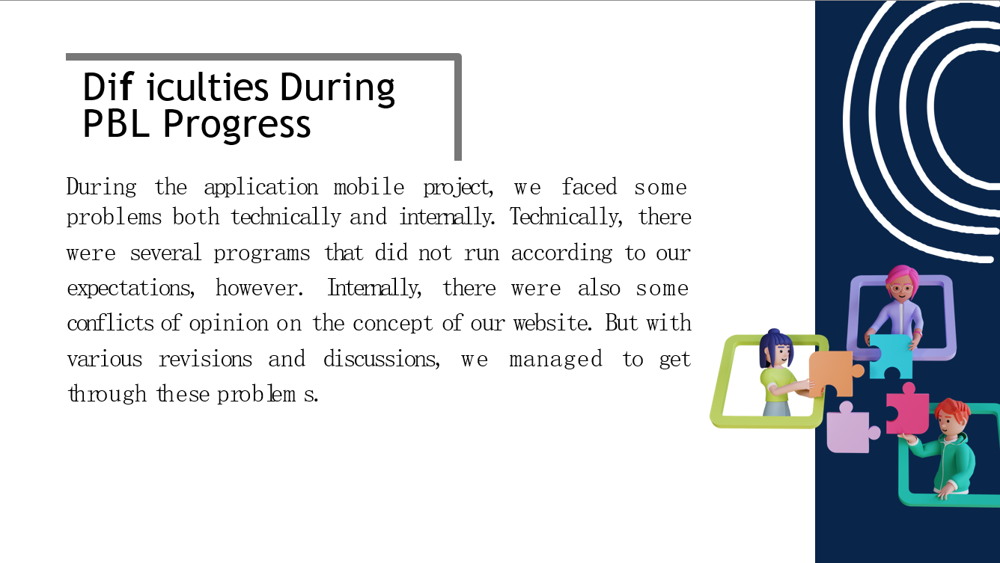 Dif iculties During
PBL Progress
During the application mobile project, we faced some
problems both technically and internally. Technically, there
were several programs that did not run according to our
expectations, however. Internally, there were also some
conflicts of opinion on the concept of our website. But with
various revisions and discussions, we managed to get
through these problem s.